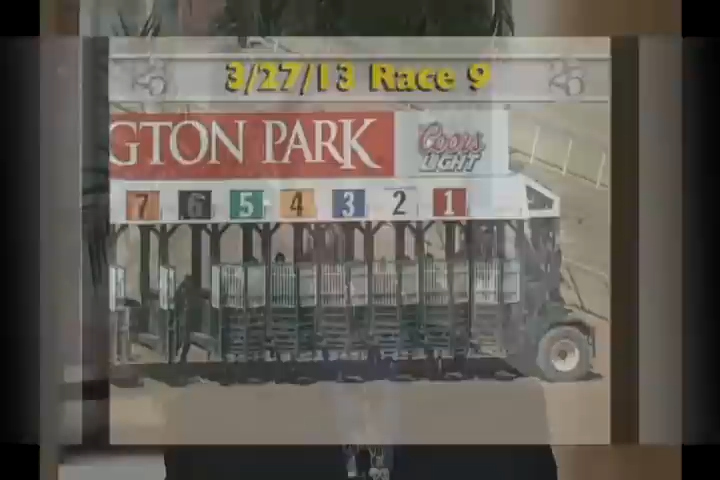 3/27/13 Race 9
GTON PARK
Coors
LIGHT
7 6 5 4 3 2 1